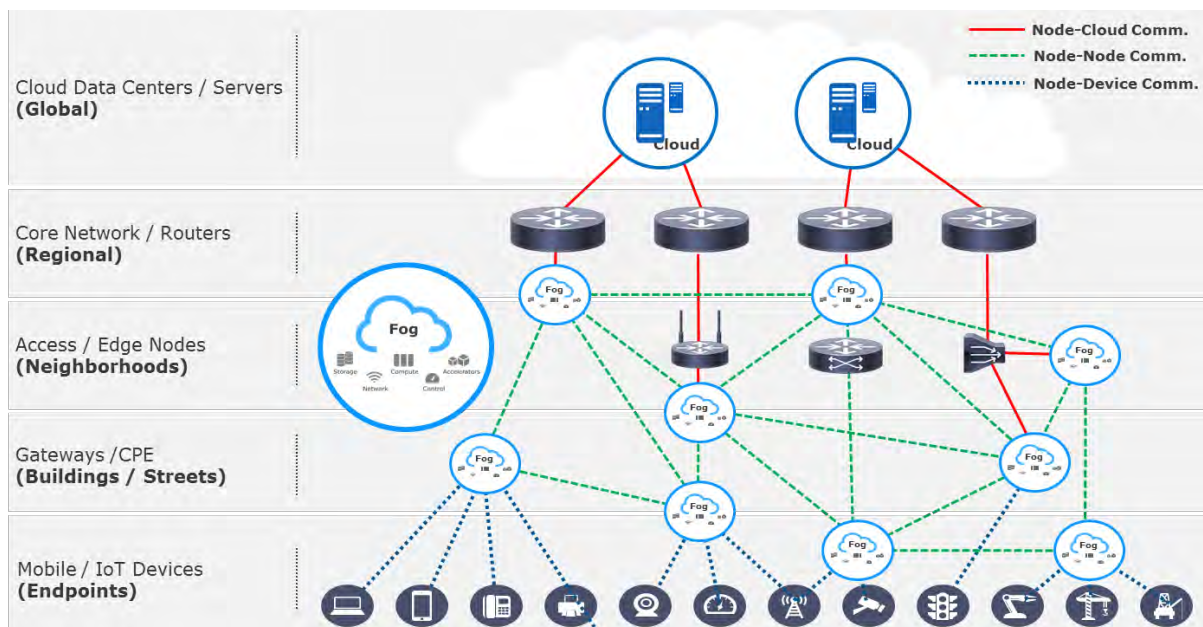 Node-Cloud Comm.
Node-Node Comm.
Node-Device Comm.
Cloud Data Centers / Servers
(Global)
Cloud
Cloud
Core Network / Routers
(Regional)
Fog
Fog
Access / Edge Nodes
(Neighborhoods)
Fog
Storage
Compute
Accelerators
Network
Control
Fog
Fog
Gateways /CPE
(Buildings / Streets)
Fog
Fog
Fog
Mobile / IoT Devices
(Endpoints)
Fog
Fog